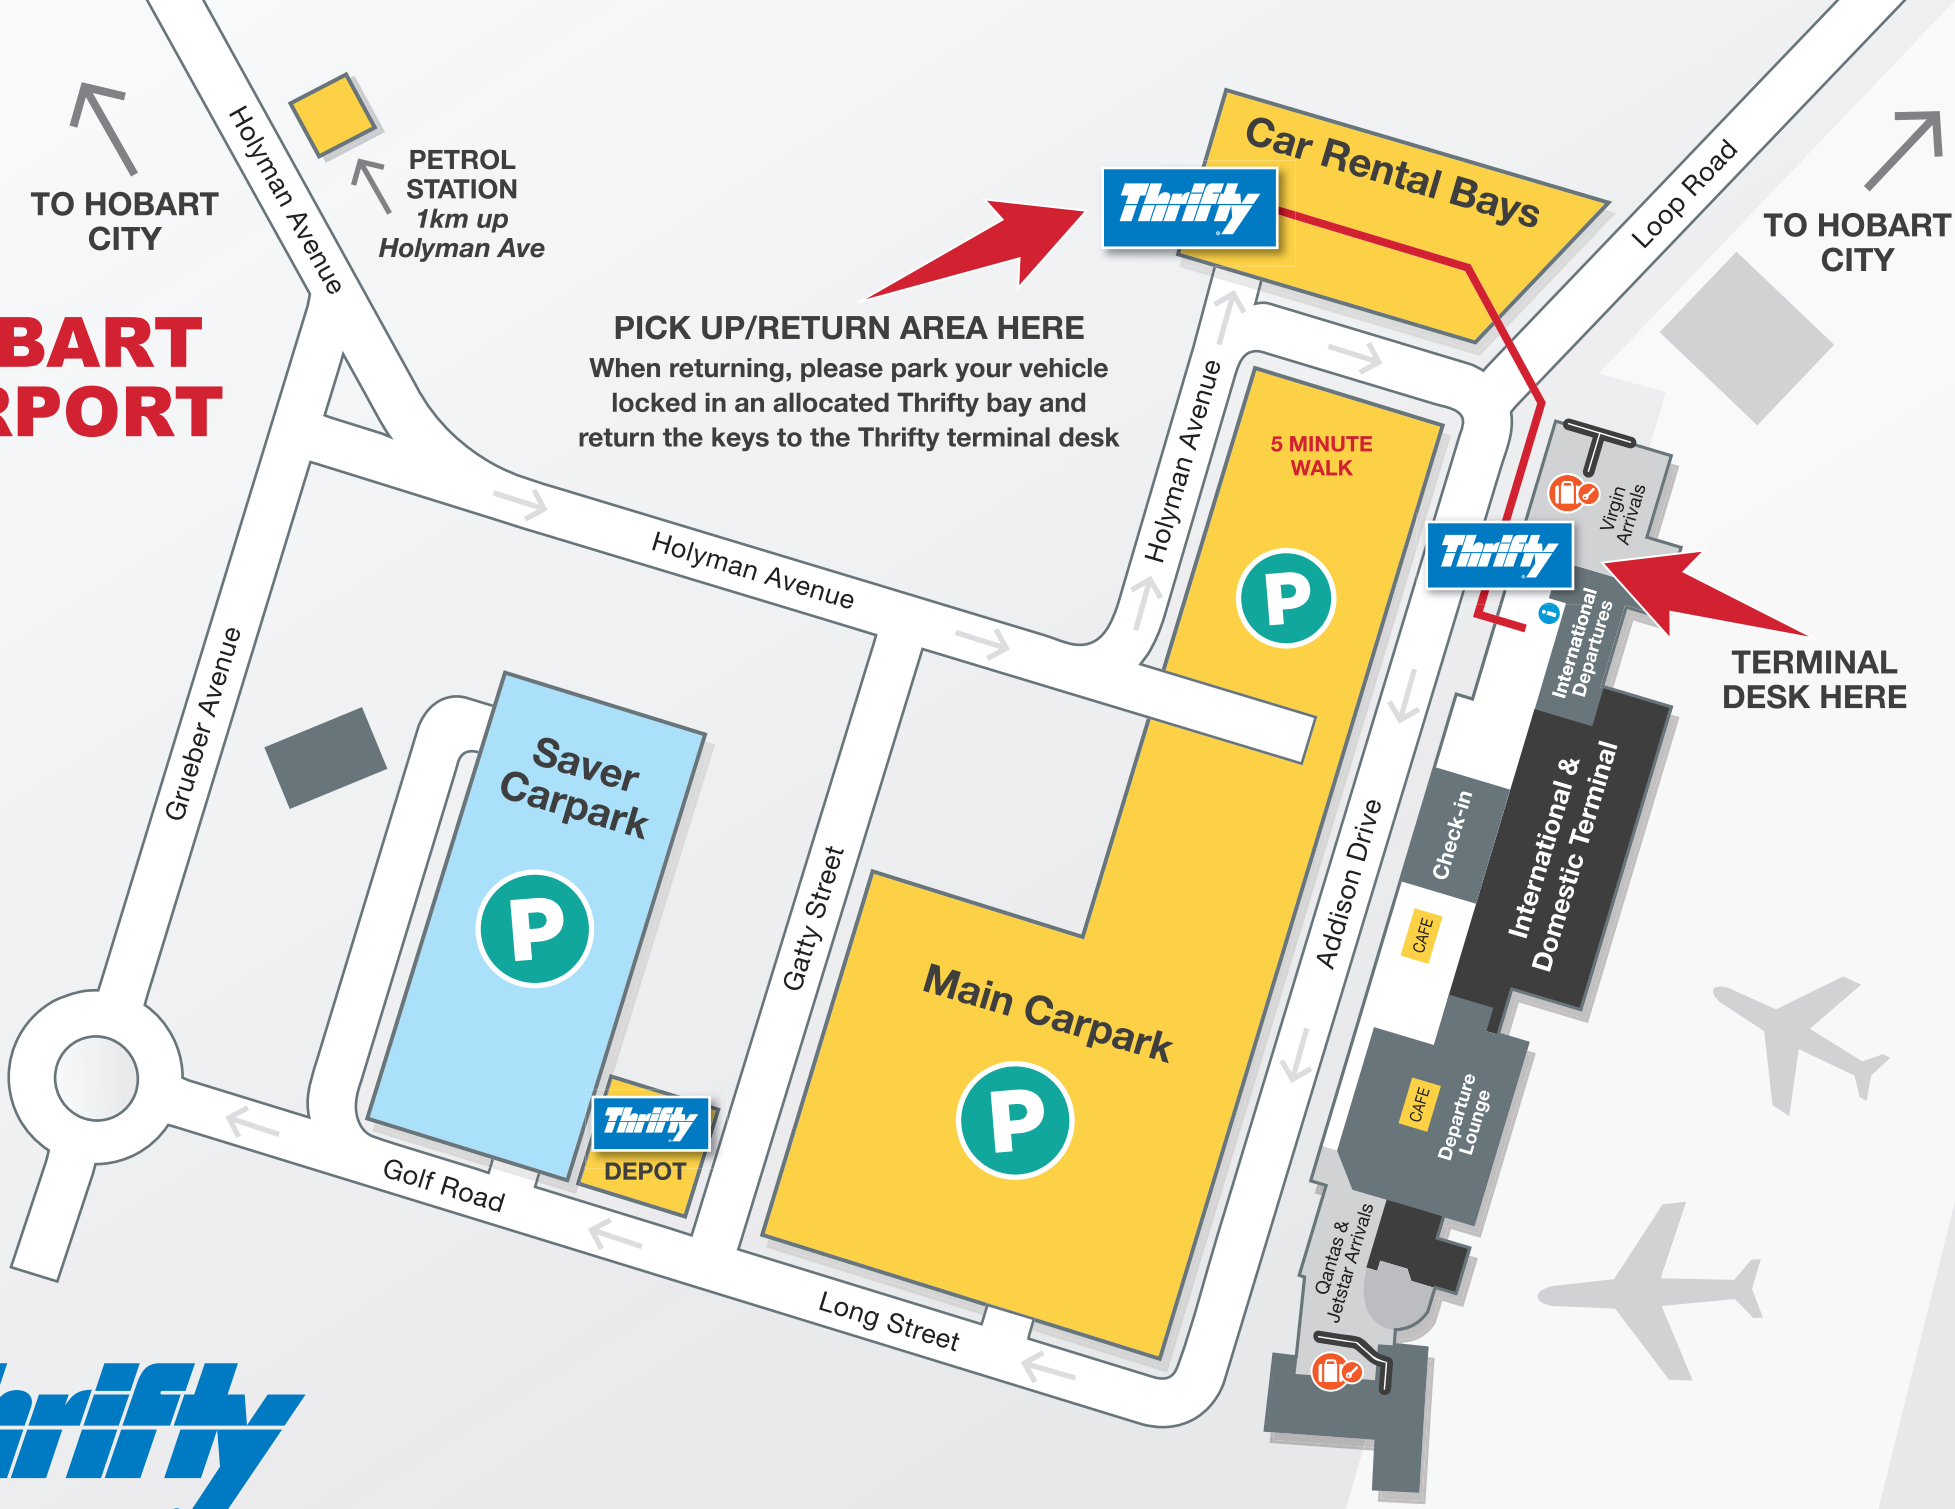 TO HOBART
CITY
Holyman Avenue
PETROL
STATION
1km up
Holyman Ave
BART
RPORT
Car Rental Bays
Thrifty
Loop Road
TO HOBART
CITY
PICK UP/RETURN AREA HERE
When returning, please park your vehicle
locked in an allocated Thrifty bay and
return the keys to the Thrifty terminal desk
Holyman Avenue
5 MINUTE
WALK
P
Virgin
Arrivals
Thrifty
i
International
Departures
TERMINAL
DESK HERE
Holyman Avenue
Grueber Avenue
Saver
Carpark
P
Gatty Street
Addison Drive
Check-in
International &
Domestic Terminal
CAFE
Main Carpark
P
CAFE
Departure
Lounge
Thrifty
DEPOT
Golf Road
Long Street
Qantas &
Jetstar Arrivals
hrifty